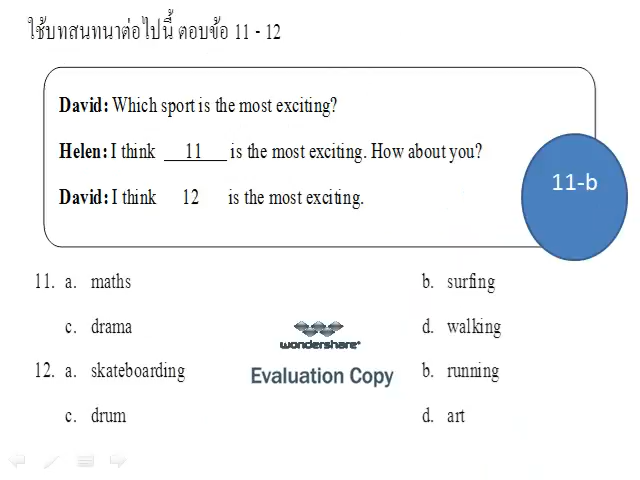 ใช้บทสนทนาต่อไปนี้ ตอบข้อ 11 - 12
David: Which sport is the most exciting?
Helen: I think 11 is the most exciting. How about you?
David: I think 12 is the most exciting.
11-b
11. a. maths b. surfing
c. drama d. walking
wondershare
12. a. skateboarding b. running
Evaluation Copy
c. drum d. art